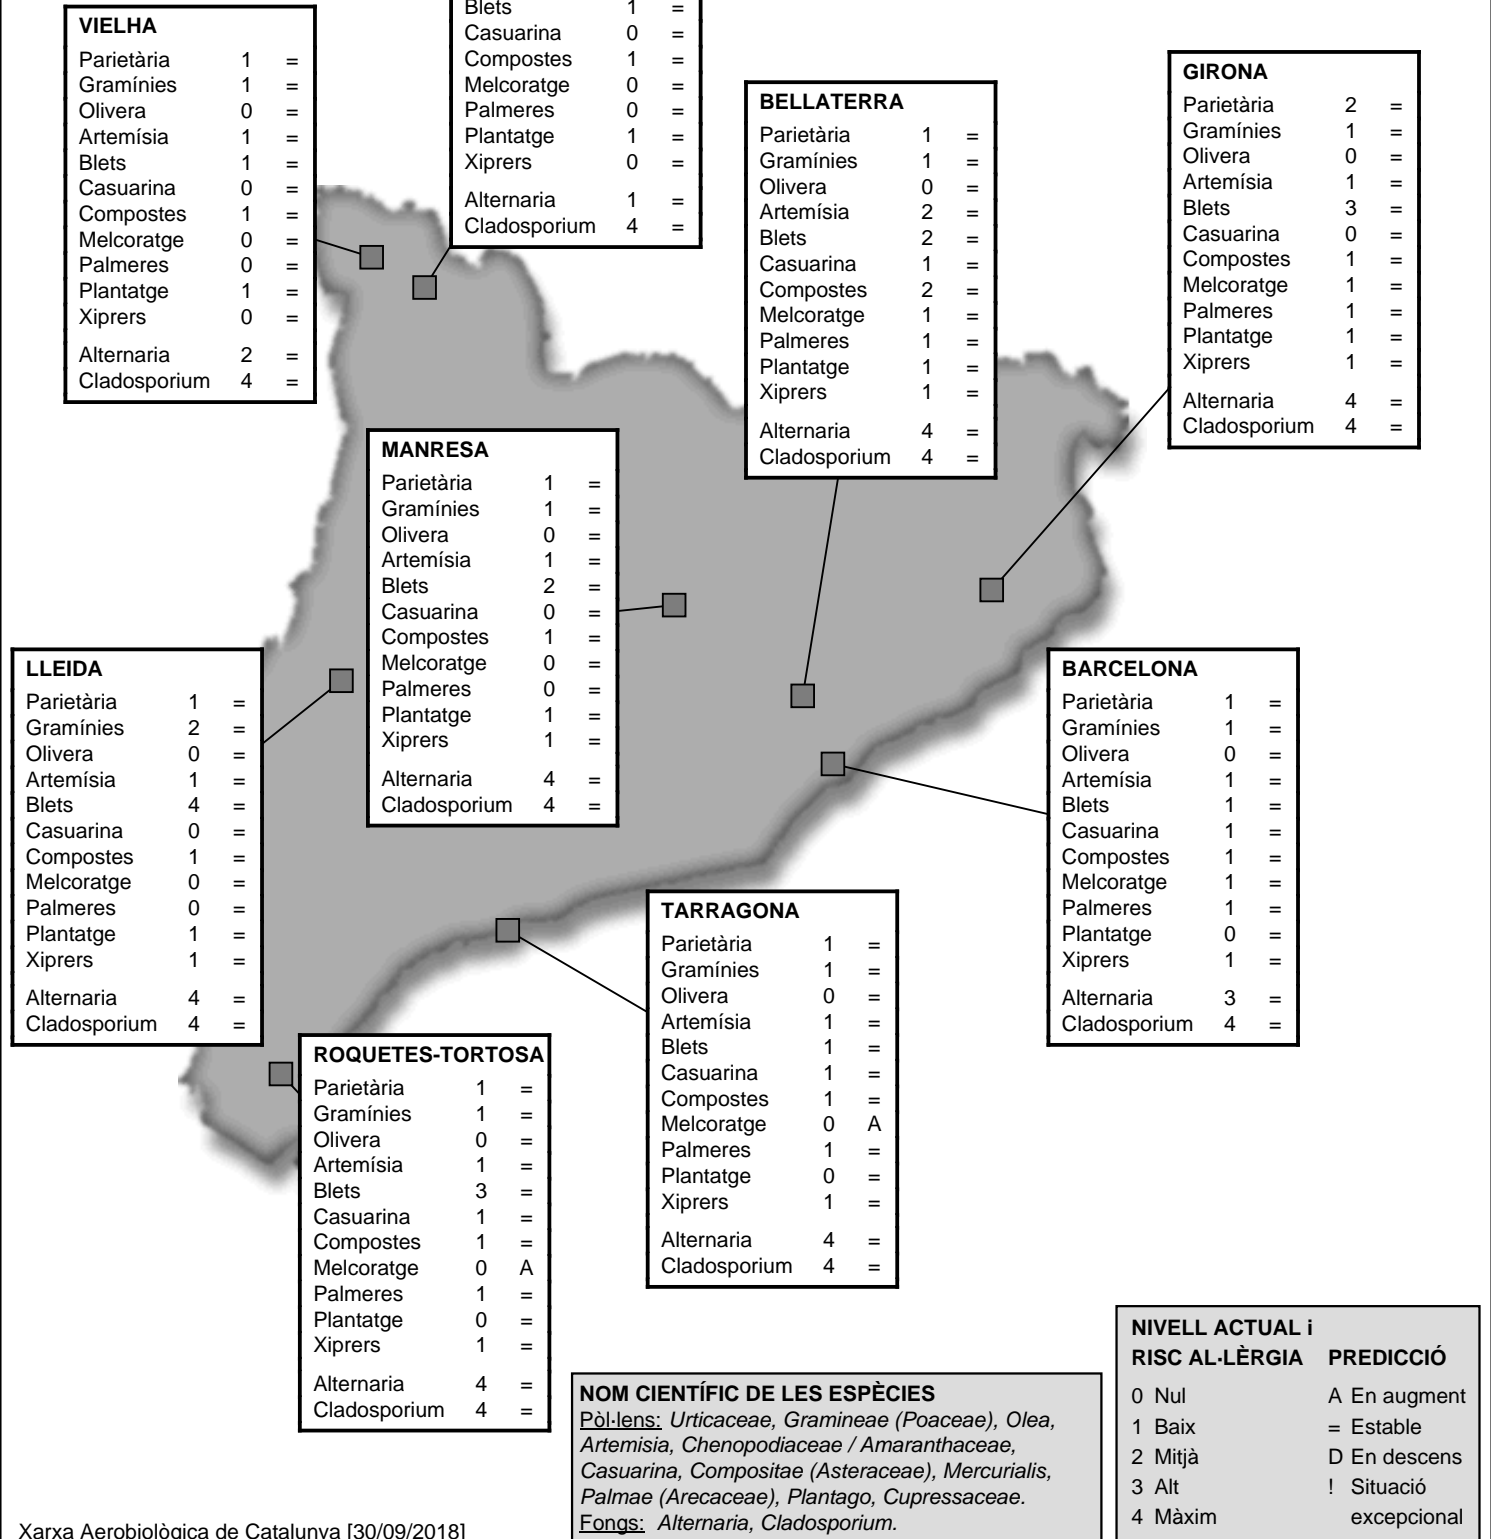 VIELHA
Parietària 1 =
Gramínies 1 =
Olivera 0 =
Artemísia 1 =
Blets 1 =
Casuarina 0 =
Compostes 1 =
Melcoratge 0 =
Palmeres 0 =
Plantatge 1 =
Xiprers 0 =
Alternaria 2 =
Cladosporium 4 =
Blets 1 =
Casuarina 0 =
Compostes 1 =
Melcoratge 0 =
Palmeres 0 =
Plantatge 1 =
Xiprers 0 =
Alternaria 1 =
Cladosporium 4 =
BELLATERRA
Parietària 1 =
Gramínies 1 =
Olivera 0 =
Artemísia 2 =
Blets 2 =
Casuarina 1 =
Compostes 2 =
Melcoratge 1 =
Palmeres 1 =
Plantatge 1 =
Xiprers 1 =
Alternaria 4 =
Cladosporium 4 =
GIRONA
Parietària 2 =
Gramínies 1 =
Olivera 0 =
Artemísia 1 =
Blets 3 =
Casuarina 0 =
Compostes 1 =
Melcoratge 1 =
Palmeres 1 =
Plantatge 1 =
Xiprers 1 =
Alternaria 4 =
Cladosporium 4 =
MANRESA
Parietària 1 =
Gramínies 1 =
Olivera 0 =
Artemísia 1 =
Blets 2 =
Casuarina 0 =
Compostes 1 =
Melcoratge 0 =
Palmeres 0 =
Plantatge 1 =
Xiprers 1 =
Alternaria 4 =
Cladosporium 4 =
LLEIDA
Parietària 1 =
Gramínies 2 =
Olivera 0 =
Artemísia 1 =
Blets 4 =
Casuarina 0 =
Compostes 1 =
Melcoratge 0 =
Palmeres 0 =
Plantatge 1 =
Xiprers 1 =
Alternaria 4 =
Cladosporium 4 =
BARCELONA
Parietària 1 =
Gramínies 1 =
Olivera 0 =
Artemísia 1 =
Blets 1 =
Casuarina 1 =
Compostes 1 =
Melcoratge 1 =
Palmeres 1 =
Plantatge 0 =
Xiprers 1 =
Alternaria 3 =
Cladosporium 4 =
TARRAGONA
Parietària 1 =
Gramínies 1 =
Olivera 0 =
Artemísia 1 =
Blets 1 =
Casuarina 1 =
Compostes 1 =
Melcoratge 0 A
Palmeres 1 =
Plantatge 0 =
Xiprers 1 =
Alternaria 4 =
Cladosporium 4 =
ROQUETES-TORTOSA
Parietària 1 =
Gramínies 1 =
Olivera 0 =
Artemísia 1 =
Blets 3 =
Casuarina 1 =
Compostes 1 =
Melcoratge 0 A
Palmeres 1 =
Plantatge 0 =
Xiprers 1 =
Alternaria 4 =
Cladosporium 4 =
NOM CIENTÍFIC DE LES ESPÈCIES
Pòl·lens: Urticaceae, Gramineae (Poaceae), Olea,
Artemisia, Chenopodiaceae / Amaranthaceae,
Casuarina, Compositae (Asteraceae), Mercurialis,
Palmae (Arecaceae), Plantago, Cupressaceae.
Fongs: Alternaria, Cladosporium.
NIVELL ACTUAL i
RISC AL·LÈRGIA PREDICCIÓ
0 Nul A En augment
1 Baix = Estable
2 Mitjà D En descens
3 Alt ! Situació
4 Màxim excepcional
Xarxa Aerobiològica de Catalunya [30/09/2018]